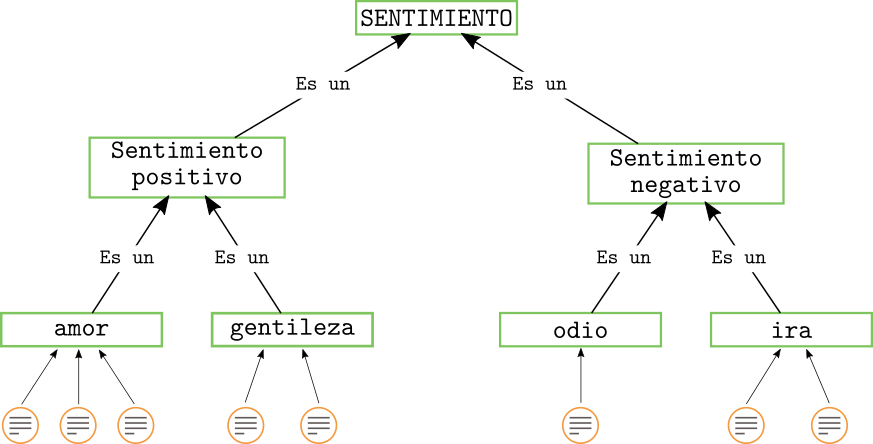 SENTIMIENTO
Es un
Es un
Sentimiento
positivo
Sentimiento
negativo
Es un
Es un
Es un
Es un
amor
gentileza
odio
ira